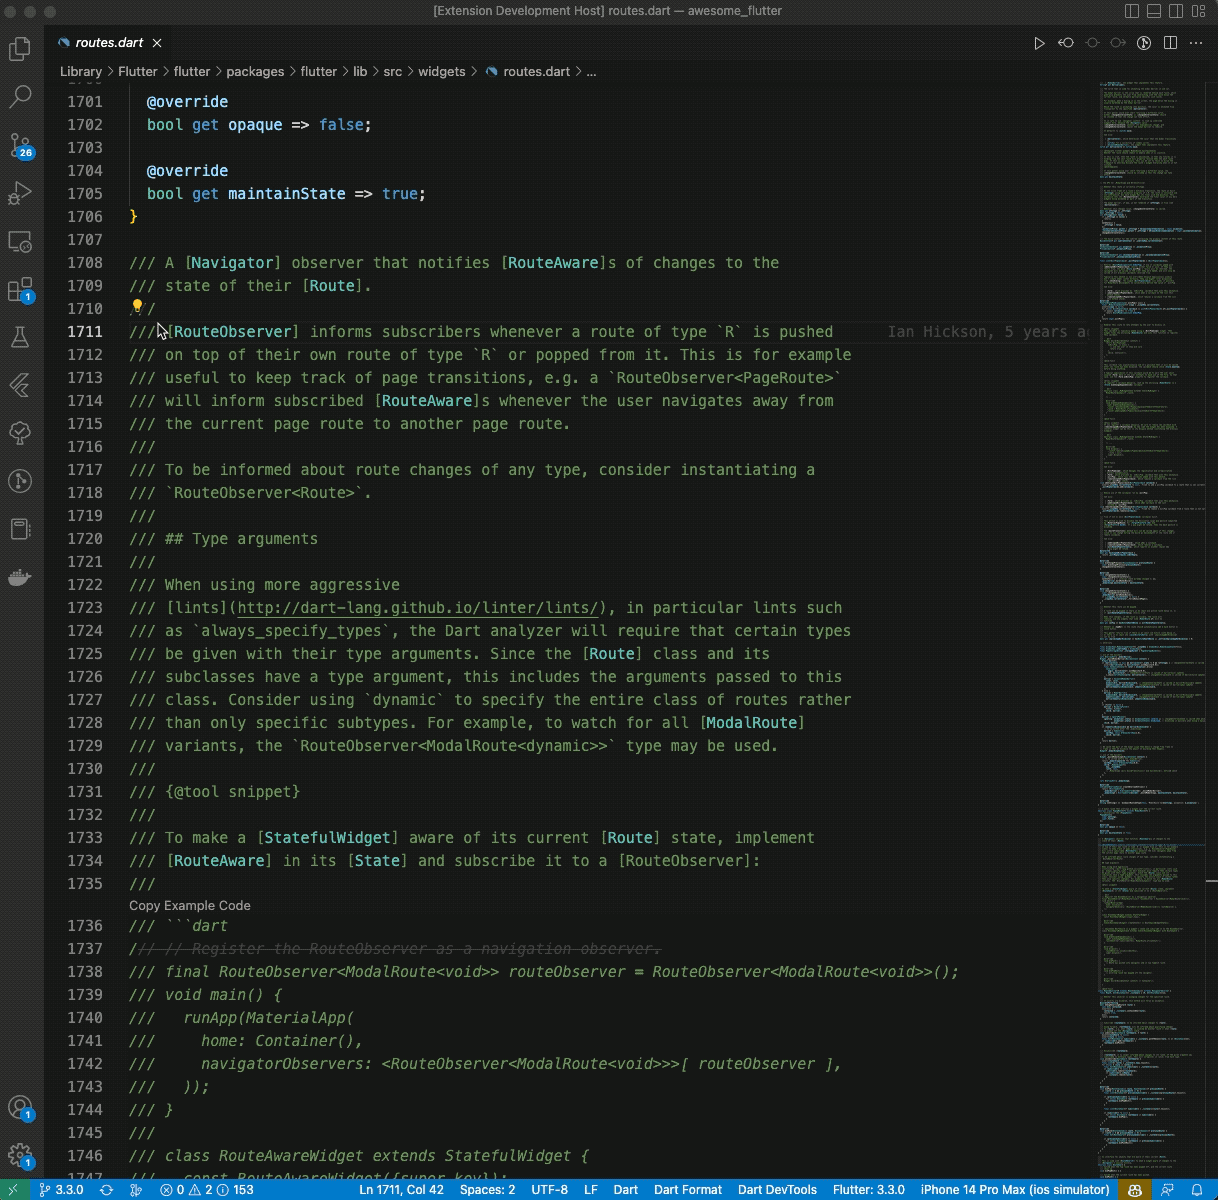 [Extension Development Host] routes.dart — awesome_flutter
routes.dart
Library > Flutter > flutter > packages > flutter > lib > src > widgets > routes.dart > ...
1701 @override
1702 bool get opaque => false;
1703
1704 @override
1705 bool get maintainState => true;
1706 }
1707
1708 /// A [Navigator] observer that notifies [RouteAware]s of changes to the
1709 /// state of their [Route].
1710 ///
1711 /// [RouteObserver] informs subscribers whenever a route of type `R` is pushed Ian Hickson, 5 years
1712 /// on top of their own route of type `R` or popped from it. This is for example
1713 /// useful to keep track of page transitions, e.g. a `RouteObserver<PageRoute>`
1714 /// will inform subscribed [RouteAware]s whenever the user navigates away from
1715 /// the current page route to another page route.
1716 ///
1717 /// To be informed about route changes of any type, consider instantiating a
1718 /// `RouteObserver<Route>`.
1719 ///
1720 /// ## Type arguments
1721 ///
1722 /// When using more aggressive
1723 /// [lints](http://dart-lang.github.io/linter/lints/), in particular lints such
1724 /// as `always_specify_types`, the Dart analyzer will require that certain types
1725 /// be given with their type arguments. Since the [Route] class and its
1726 /// subclasses have a type argument, this includes the arguments passed to this
1727 /// class. Consider using `dynamic` to specify the entire class of routes rather
1728 /// than only specific subtypes. For example, to watch for all [ModalRoute]
1729 /// variants, the `RouteObserver<ModalRoute<dynamic>>` type may be used.
1730 ///
1731 /// {@tool snippet}
1732 ///
1733 /// To make a [StatefulWidget] aware of its current [Route] state, implement
1734 /// [RouteAware] in its [State] and subscribe it to a [RouteObserver]:
1735 ///
Copy Example Code
1736 /// ```dart
1737 /// // Register the RouteObserver as a navigation observer.
1738 /// final RouteObserver<ModalRoute<void>> routeObserver = RouteObserver<ModalRoute<void>>();
1739 /// void main() {
1740 ///   runApp(MaterialApp(
1741 ///     home: Container(),
1742 ///     navigatorObservers: <RouteObserver<ModalRoute<void>>>[ routeObserver ],
1743 ///   ));
1744 /// }
1745 ///
1746 /// class RouteAwareWidget extends StatefulWidget {
1747 ///   const RouteAwareWidget({super.key});
26
1
1
1
3.3.0 0 2 153 Ln 1711, Col 42 Spaces: 2 UTF-8 LF Dart Dart Format Dart DevTools Flutter: 3.3.0 iPhone 14 Pro Max (ios simulator)